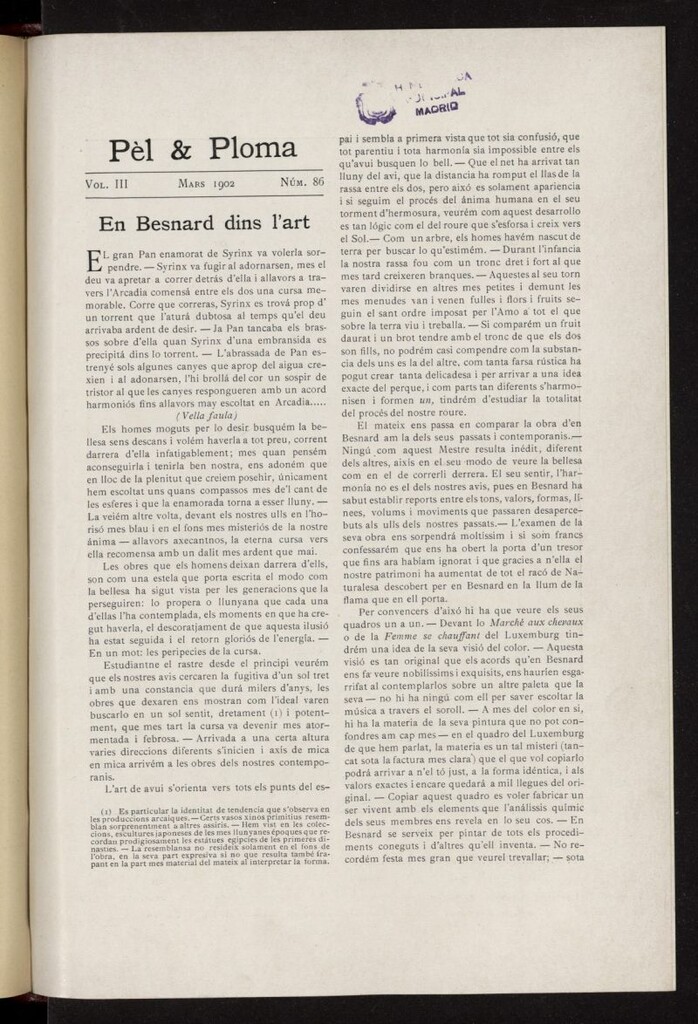 MADRID
Pèl & Ploma
Vol. III Mars 1902 Núm. 86
En Besnard dins l'art
EL gran Pan enamorat de Syrinx va volerla sor-
pendre. — Syrinx va fugir al adornarsen, mes el
deu va apretar a correr detrás d'ella i allavors a tra-
vers l'Arcadia comensá entre els dos una cursa me-
morable. Corre que correras, Syrinx es trová prop d'
un torrent que l'aturá dubtosa al temps qu'el deu
arrivaba ardent de desir. — Ja Pan tancaba els bras-
sos sobre d'ella quan Syrinx d'una embransida es
precipitá dins lo torrent. — L'abrassada de Pan es-
trenyé sols algunes canyes que aprop del aigua cre-
xien i al adonarsen, l'hi brollá del cor un sospir de
tristor al que les canyes respongueren amb un acord
harmoniós fins allavors may escoltat en Arcadia.....
(Vella faula)
Els homes moguts per lo desir busquém la be-
llesa sens descans i volém haverla a tot preu, corrent
darrera d'ella infatigablement; mes quan pensém
aconseguirla i tenirla ben nostra, ens adoném que
en lloc de la plenitut que creiem posehir, únicament
hem escoltat uns quans compassos mes de'l cant de
les esferes i que la enamorada torna a esser lluny. —
La veiém altre volta, devant els nostres ulls en l'ho-
risó mes blau i en el fons mes misteriós de la nostre
ánima — allavors axecantnos, la eterna cursa vers
ella recomensa amb un dalit mes ardent que mai.
Les obres que els homens deixan darrera d'ells,
son com una estela que porta escrita el modo com
la bellesa ha sigut vista per les generacions que la
perseguiren: lo propera o llunyana que cada una
d'ellas l'ha contemplada, els moments en que ha cre-
gut haverla, el descoratjament de que aquesta ilusió
ha estat seguida i el retorn gloriós de l'energía. —
En un mot: les peripecies de la cursa.
Estudiantne el rastre desde el principi veurém
que els nostres avis cercaren la fugitiva d'un sol tret
i amb una constancia que durá milers d'anys, les
obres que dexaren ens mostran com l'ideal varen
buscarlo en un sol sentit, dretament (1) i potent-
ment, que mes tart la cursa va devenir mes ator-
mentada i febrosa. — Arrivada a una certa altura
varies direccions diferents s'inicien i axis de mica
en mica arrivém a les obres dels nostres contempo-
ranis.
L'art de avui s'orienta vers tots els punts del es-
(1) Es particular la identitat de tendencia que s'observa en
les produccions arcaíques. — Certs vasos xinos primitius resem-
blan sorprenentment a altres assiris. — Hem vist en les colec-
cions, escultures japoneses de les mes llunyanes époques que re-
cordan prodigiosament les estátues egipcies de les primeres di-
nastíes. — La resemblansa no resideix solament en el fons de
l'obra, en la seva part expresiva si no que resulta també fra-
pant en la part mes material del mateix al interpretar la forma.
pai i sembla a primera vista que tot sia confusió, que
tot parentiu i tota harmonía sia impossible entre els
qu'avui busquen lo bell. — Que el net ha arrivat tan
lluny del avi, que la distancia ha romput el llas de la
rassa entre els dos, pero aixó es solament apariencia
i si seguim el procés del ánima humana en el seu
torment d'hermosura, veurém com aquest desarrollo
es tan lógic com el del roure que s'esforsa i creix vers
el Sol. — Com un arbre, els homes havém nascut de
terra per buscar lo qu'estimém. — Durant l'infancia
la nostra rassa fou com un tronc dret i fort al que
mes tard creixeren branques. — Aquestes al seu torn
varen dividirse en altres mes petites i demunt les
mes menudes van i venen fulles i flors i fruits se-
guin el sant ordre imposat per l'Amo a tot el que
sobre la terra viu i treballa. — Si comparém un fruit
daurat i un brot tendre amb el tronc de que els dos
son fills, no podrém casi compendre com la substan-
cia dels uns es la del altre, com tanta farsa rústica ha
pogut crear tanta delicadesa i per arrivar a una idea
exacte del perque, i com parts tan diferents s'harmo-
nisen i formen un, tindrém d'estudiar la totalitat
del procés del nostre roure.
El mateix ens passa en comparar la obra d'en
Besnard am la dels seus passats i contemporanis.—
Ningú com aquest Mestre resulta inédit, diferent
dels altres, aixis en el seu modo de veure la bellesa
com en el de correrli derrera. El seu sentir, l'har-
monía no es el dels nostres avis, pues en Besnard ha
sabut establir reports entre els tons, valors, formas, lí-
nees, volums i moviments que passaren desaperce-
buts als ulls dels nostres passats.— L'examen de la
seva obra ens sorpendrá moltissim i si som francs
confessarém que ens ha obert la porta d'un tresor
que fins ara habíam ignorat i que gracies a n'ella el
nostre patrimoni ha aumentat de tot el racó de Na-
turalesa descobert per en Besnard en la llum de la
flama que en ell porta.
Per convencers d'aixó hi ha que veure els seus
quadros un a un. — Devant lo Marché aux chevaux
o de la Femme se chauffant del Luxemburg tin-
drém una idea de la seva visió del color. — Aquesta
visió es tan original que els acords qu'en Besnard
ens fa veure nobilissims i exquisits, ens haurien esga-
rrifat al contemplarlos sobre un altre paleta que la
seva — no hi ha ningú com ell per saver escoltar la
música a travers el soroll. — A mes del color en si,
hi ha la materia de la seva pintura que no pot con-
fondres am cap mes — en el quadro del Luxemburg
de que hem parlat, la materia es un tal misteri (tan-
cat sota la factura mes clara) que el que vol copiarlo
podrá arrivar a n'el tó just, a la forma idéntica, i als
valors exactes i encare quedará a mil llegues del ori-
ginal. — Copiar aquest quadro es voler fabricar un
ser vivent amb els elements que l'análissis químic
dels seus membres ens revela en lo seu cos. — En
Besnard se serveix per pintar de tots els procedi-
ments coneguts i d'altres qu'ell inventa. — No re-
cordém festa mes gran que veurel trevallar; — sota